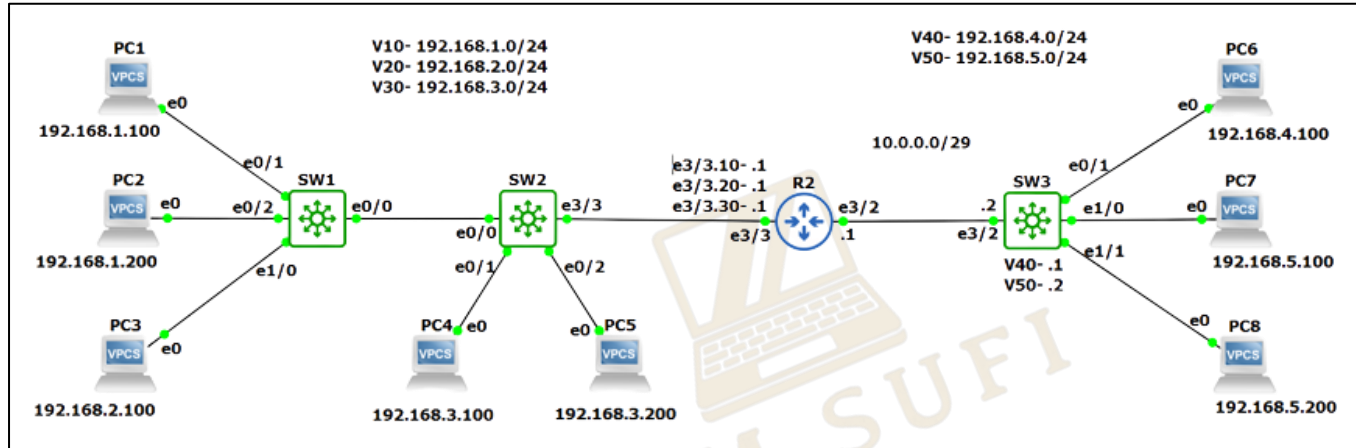 V10- 192.168.1.0/24
V20- 192.168.2.0/24
V30- 192.168.3.0/24
V40- 192.168.4.0/24
V50- 192.168.5.0/24
PC1
VPCS
e0
192.168.1.100
e0/1
PC2
VPCS
e0
e0/2
192.168.1.200
SW1
e0/0
e1/0
PC3
VPCS
e0
192.168.2.100
SW2
e0/0
e3/3
e0/1
e0/2
PC4
VPCS
e0
192.168.3.100
PC5
VPCS
e0
192.168.3.200
e3/3.10- .1
e3/3.20- .1
e3/3.30- .1
R2
e3/3
e3/2
.1
10.0.0.0/29
SW3
.2
e3/2
V40- .1
V50- .2
e0/1
e1/0
e1/1
PC6
VPCS
e0
192.168.4.100
PC7
VPCS
e0
192.168.5.100
PC8
VPCS
e0
192.168.5.200
SUFI